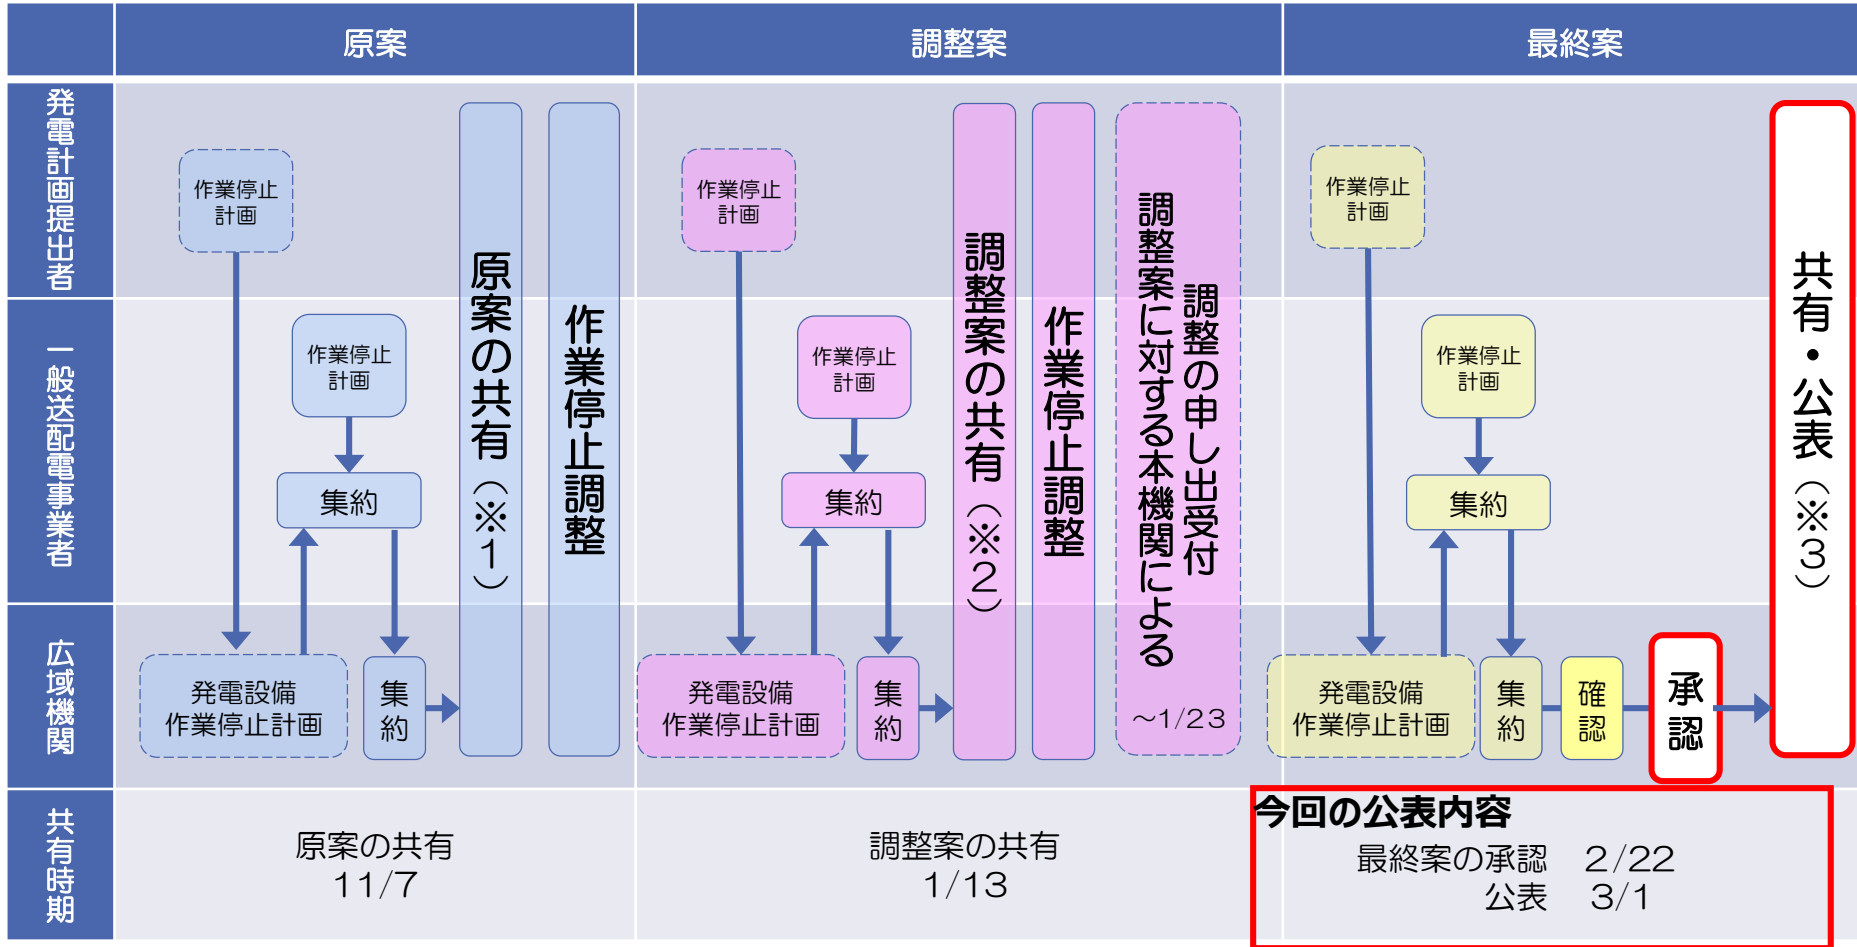 原案
調整案
最終案
発電計画提出者
作業停止
計画
作業停止
計画
作業停止
計画
一般送配電事業者
作業停止
計画
集約
作業停止
計画
集約
作業停止
計画
集約
原案の共有（※１）
作業停止調整
調整案の共有（※２）
作業停止調整
調整案に対する本機関による
調整の申し出受付
～1/23
共有・公表（※３）
広域機関
発電設備
作業停止計画
集約
発電設備
作業停止計画
集約
発電設備
作業停止計画
集約
確認
承認
共有時期
原案の共有
11/7
調整案の共有
1/13
今回の公表内容
最終案の承認　2/22
公表　3/1